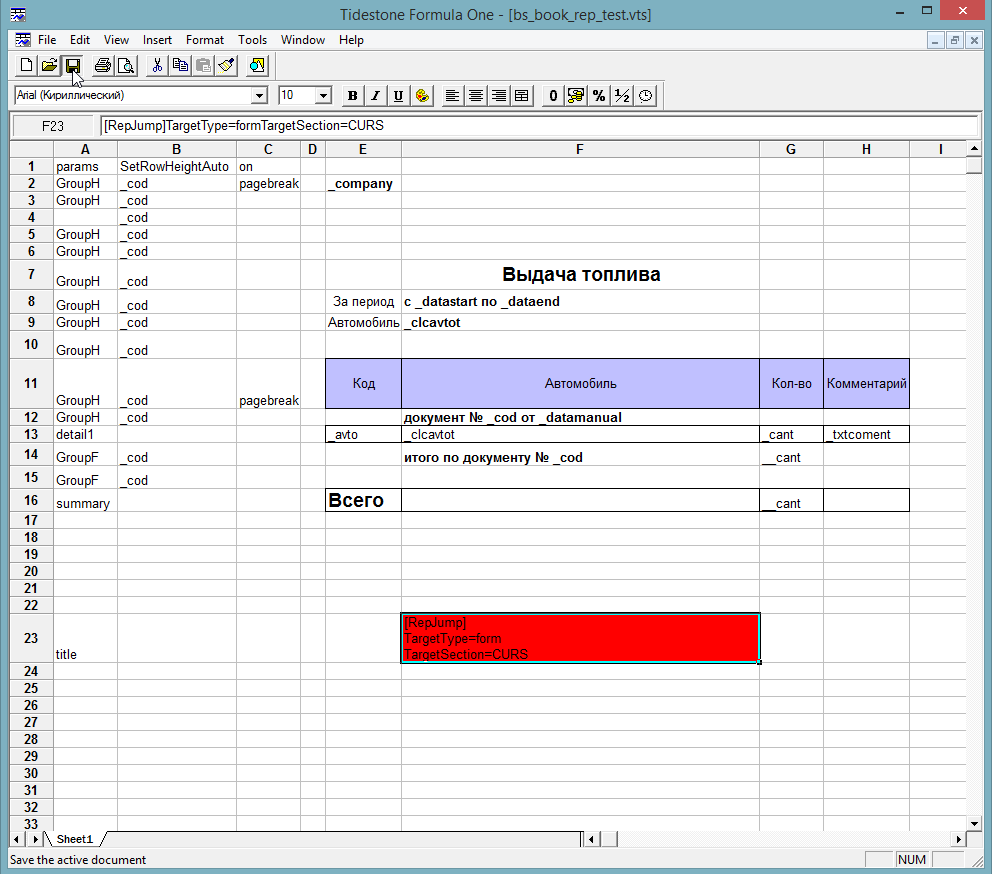 Tidestone Formula One - [bs_book_rep_test.vts]
File Edit View Insert Format Tools Window Help
Arial (Кириллический) 10 B I U 0 % ½
F23 [RepJump]TargetType=formTargetSection=CURS
A B C D E F G H I
1 params SetRowHeightAuto on
2 GroupH _cod pagebreak _company
3 GroupH _cod
4 _cod
5 GroupH _cod
6 GroupH _cod
7 GroupH _cod Выдача топлива
8 GroupH _cod За период с _datastart по _dataend
9 GroupH _cod Автомобиль _clcavtot
10 GroupH _cod
11 GroupH _cod pagebreak Код Автомобиль Кол-во Комментарий
12 GroupH _cod документ № _cod от _datamanual
13 detail1 _avto _clcavtot _cant _txtcoment
14 GroupF _cod итого по документу № _cod __cant
15 GroupF _cod
16 summary Всего __cant
17
18
19
20
21
22
23 title [RepJump]
TargetType=form
TargetSection=CURS
24
25
26
27
28
29
30
31
32
33
Sheet1
Save the active document NUM